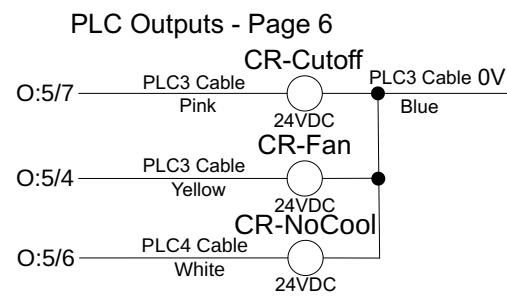 PLC Outputs - Page 6
CR-Cutoff
O:5/7
PLC3 Cable
Pink
24VDC
PLC3 Cable 0V
Blue
CR-Fan
O:5/4
PLC3 Cable
Yellow
24VDC
CR-NoCool
O:5/6
PLC4 Cable
White
24VDC